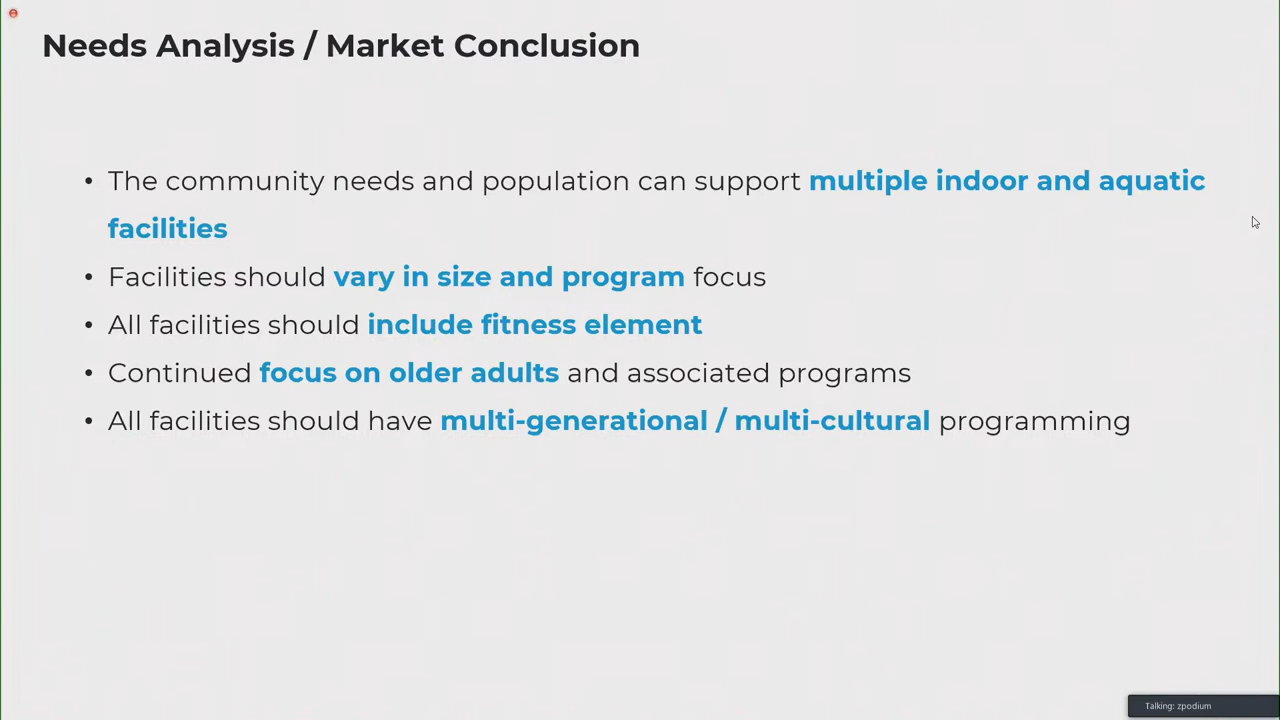 Needs Analysis / Market Conclusion
• The community needs and population can support multiple indoor and aquatic
facilities
• Facilities should vary in size and program focus
• All facilities should include fitness element
• Continued focus on older adults and associated programs
• All facilities should have multi-generational / multi-cultural programming
Talking: zpodium